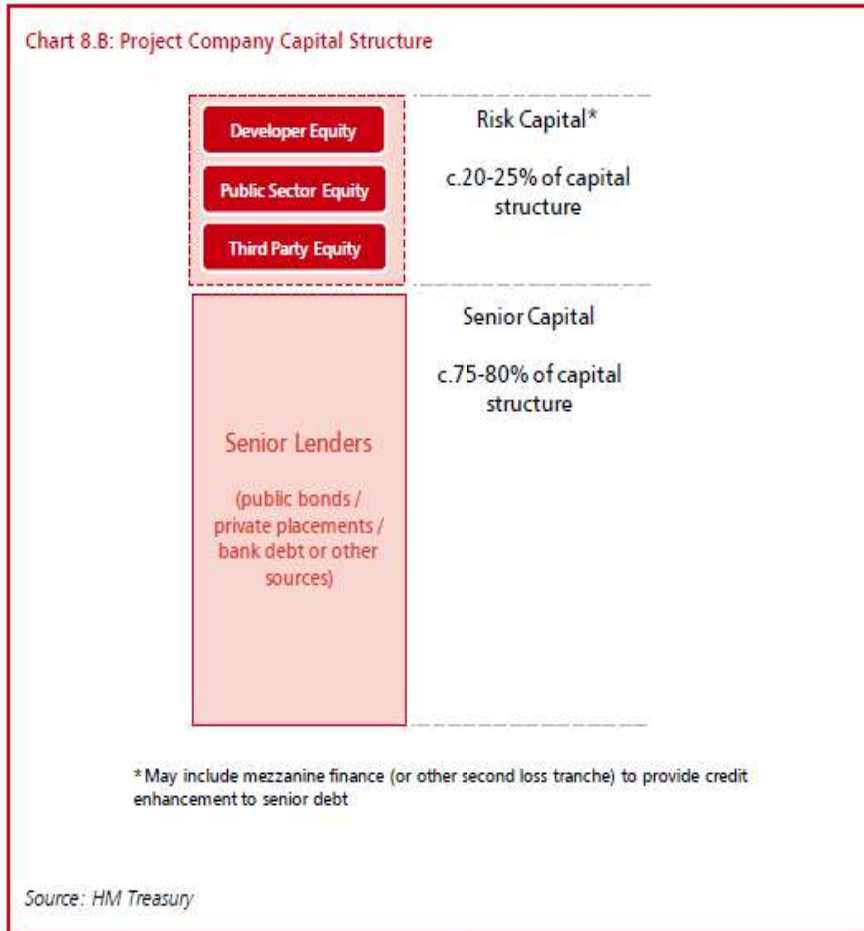 Chart 8.B: Project Company Capital Structure
Developer Equity
Public Sector Equity
Third Party Equity
Risk Capital*
c.20-25% of capital
structure
Senior Lenders
(public bonds /
private placements /
bank debt or other
sources)
Senior Capital
c.75-80% of capital
structure
* May include mezzanine finance (or other second loss tranche) to provide credit
enhancement to senior debt
Source: HM Treasury